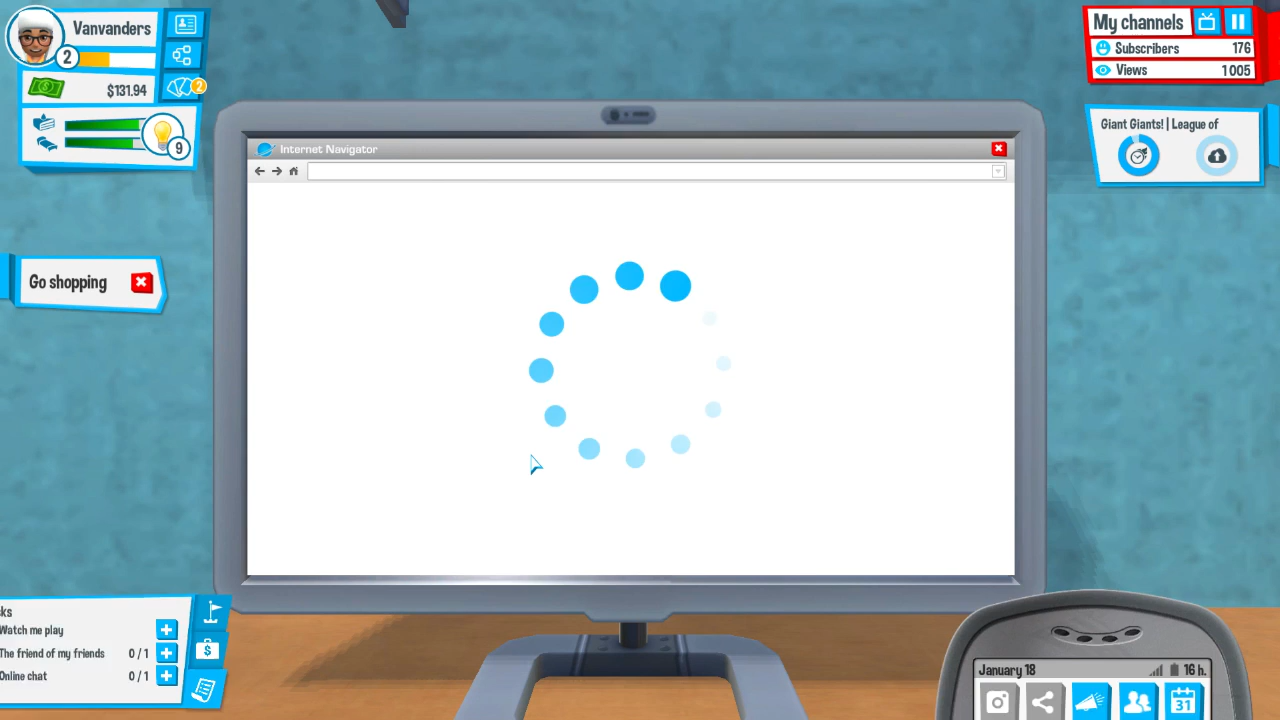 Vanvanders
2
$131.94
2
9
My channels
Subscribers 176
Views 1005
Giant Giants! | League of
Internet Navigator
Go shopping
ks
Watch me play
The friend of my friends 0/1
Online chat 0/1
January 18 16 h.
31